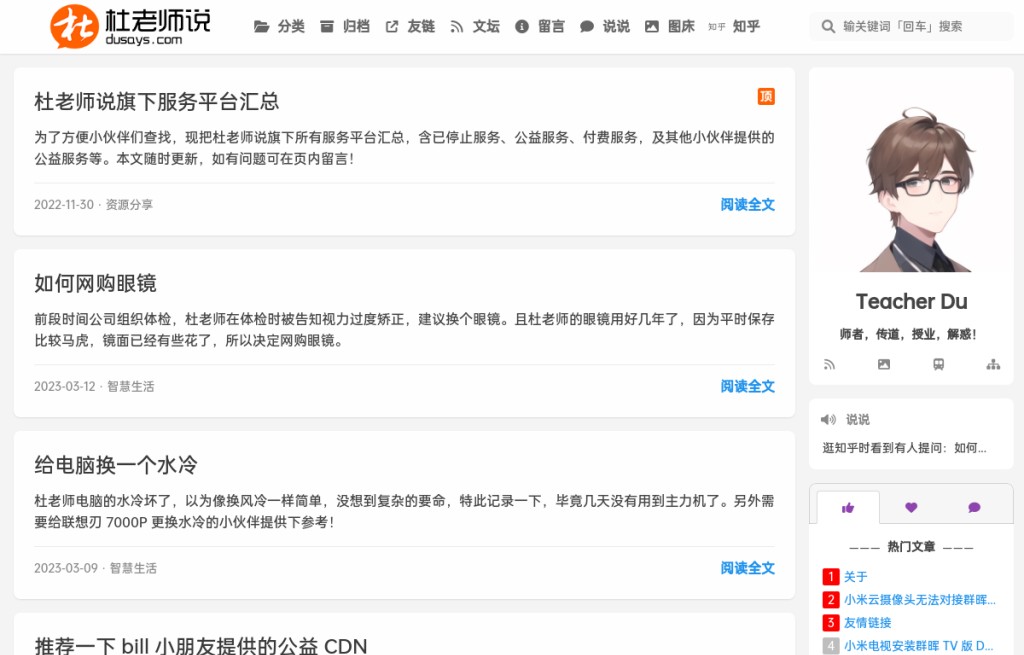 杜老师说
dusays.com
分类 归档 友链 文坛 留言 说说 图床 知乎 知乎
输关键词「回车」搜索
杜老师说旗下服务平台汇总
顶
为了方便小伙伴们查找，现把杜老师说旗下所有服务平台汇总，含已停止服务、公益服务、付费服务，及其他小伙伴提供的
公益服务等。本文随时更新，如有问题可在页内留言！
2022-11-30 · 资源分享
阅读全文
如何网购眼镜
前段时间公司组织体检，杜老师在体检时被告知视力过度矫正，建议换个眼镜。且杜老师的眼镜用好几年了，因为平时保存
比较马虎，镜面已经有些花了，所以决定网购眼镜。
2023-03-12 · 智慧生活
阅读全文
给电脑换一个水冷
杜老师电脑的水冷坏了，以为像换风冷一样简单，没想到复杂的要命，特此记录一下，毕竟几天没有用到主力机了。另外需
要给联想刃 7000P 更换水冷的小伙伴提供下参考！
2023-03-09 · 智慧生活
阅读全文
推荐一下 bill 小朋友提供的公益 CDN
Teacher Du
师者，传道，授业，解惑！
说说
逛知乎时看到有人提问：如何...
——— 热门文章 ———
1 关于
2 小米云摄像头无法对接群晖...
3 友情链接
4 小米电视安装群晖 TV 版 D...